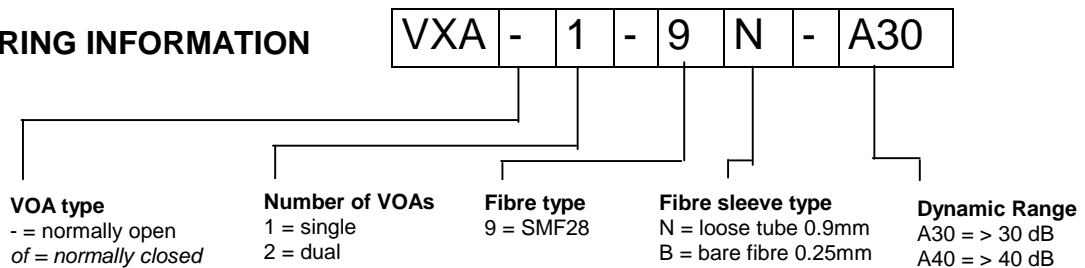 RING INFORMATION
VXA - 1 - 9 N - A30
VOA type
- = normally open
of = normally closed
Number of VOAs
1 = single
2 = dual
Fibre type
9 = SMF28
Fibre sleeve type
N = loose tube 0.9mm
B = bare fibre 0.25mm
Dynamic Range
A30 = > 30 dB
A40 = > 40 dB